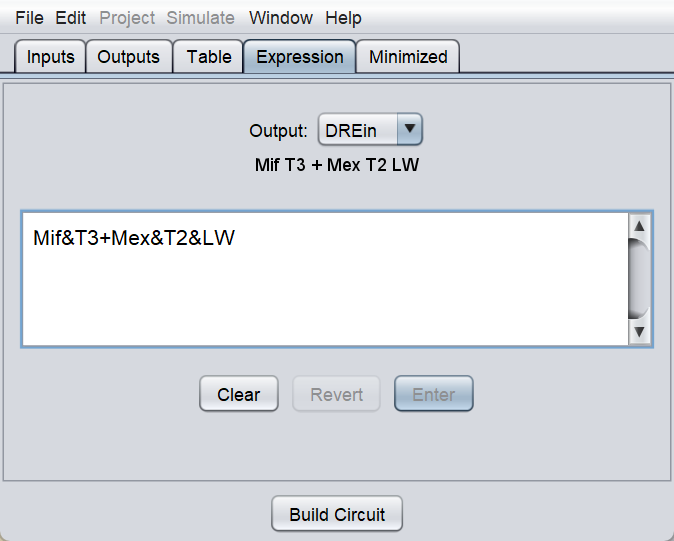 File Edit Project Simulate Window Help
Inputs Outputs Table Expression Minimized
Output: DREin
Mif T3 + Mex T2 LW
Mif&T3+Mex&T2&LW
Clear Revert Enter
Build Circuit